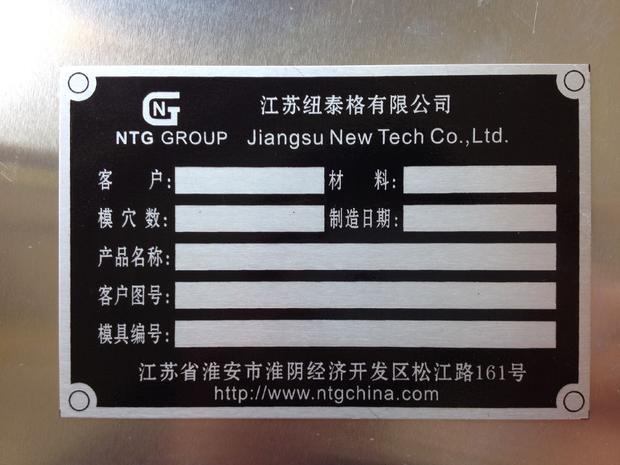 江苏纽泰格有限公司
NTG GROUP Jiangsu New Tech Co.,Ltd.
客 户: 材 料:
模穴数: 制造日期:
产品名称:
客户图号:
模具编号:
江苏省淮安市淮阴经济开发区松江路161号
http://www.ntgchina.com